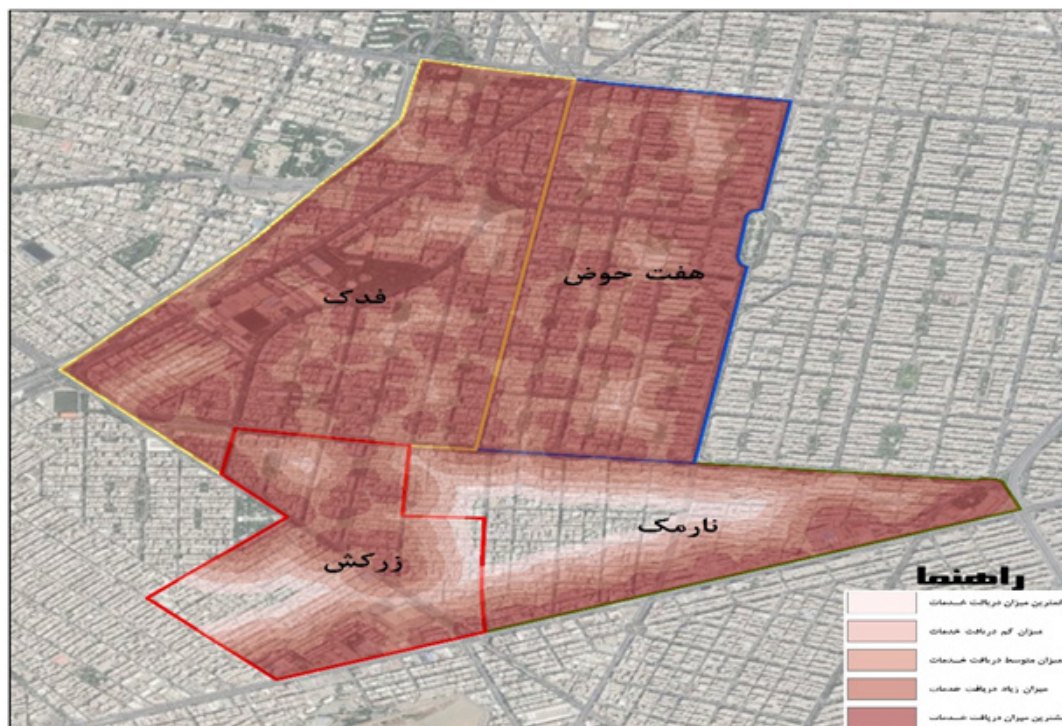 هفت حوض
فدک
نارمک
زرکش
راهنما
کمترین میزان دریافت خدمات
میزان کم دریافت خدمات
میزان متوسط دریافت خدمات
میزان زیاد دریافت خدمات
میزان دریافت خدمات